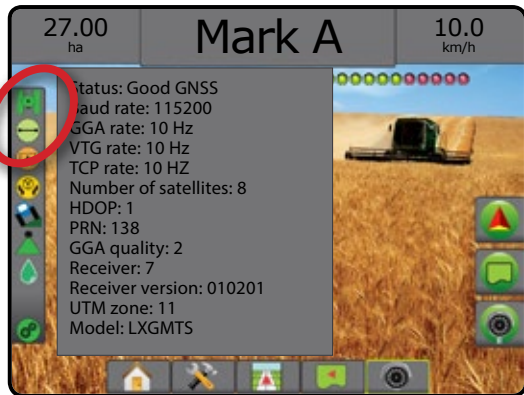 27.00
ha
Mark A
10.0
km/h
Status: Good GNSS
Baud rate: 115200
GGA rate: 10 Hz
VTG rate: 10 Hz
TCP rate: 10 HZ
Number of satellites: 8
HDOP: 1
PRN: 138
GGA quality: 2
Receiver: 7
Receiver version: 010201
UTM zone: 11
Model: LXGMTS